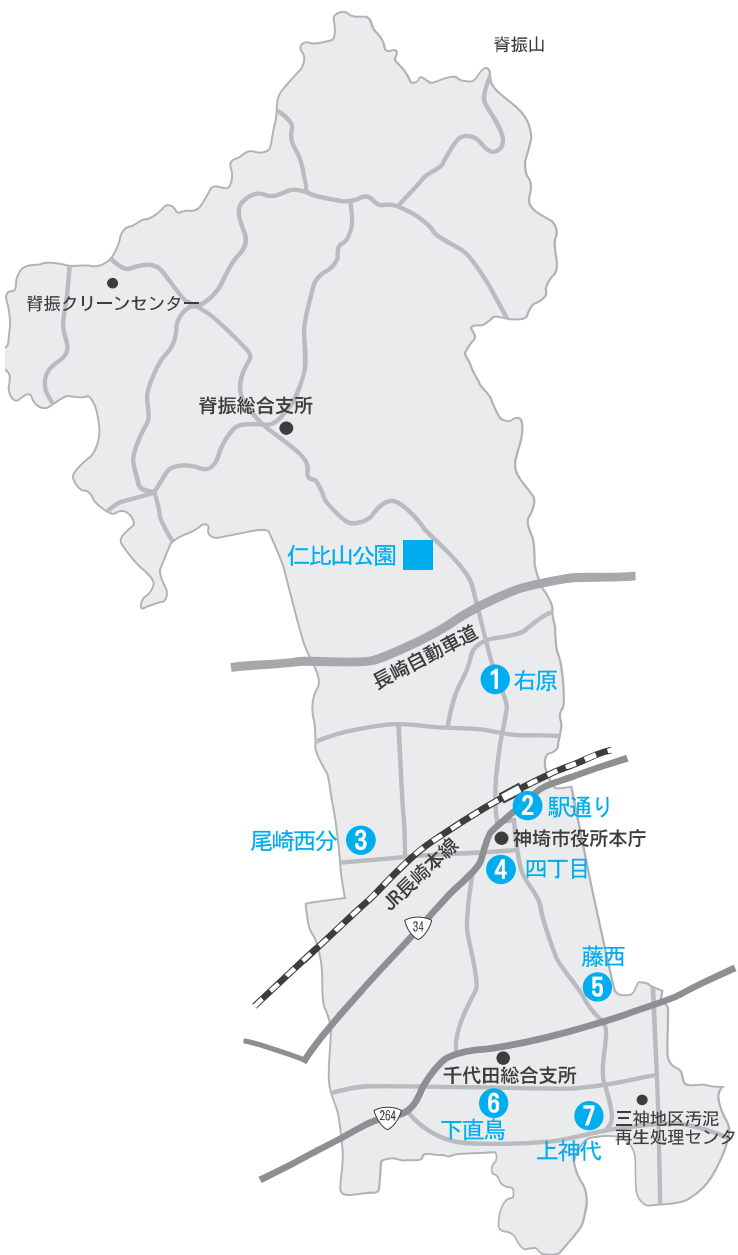 脊振山
脊振クリーンセンター
脊振総合支所
仁比山公園
長崎自動車道
1 右原
2 駅通り
神埼市役所本庁
尾崎西分 3
JR長崎本線
4 四丁目
34
藤西
5
千代田総合支所
6
下直鳥
264
7
上神代
三神地区汚泥
再生処理センタ